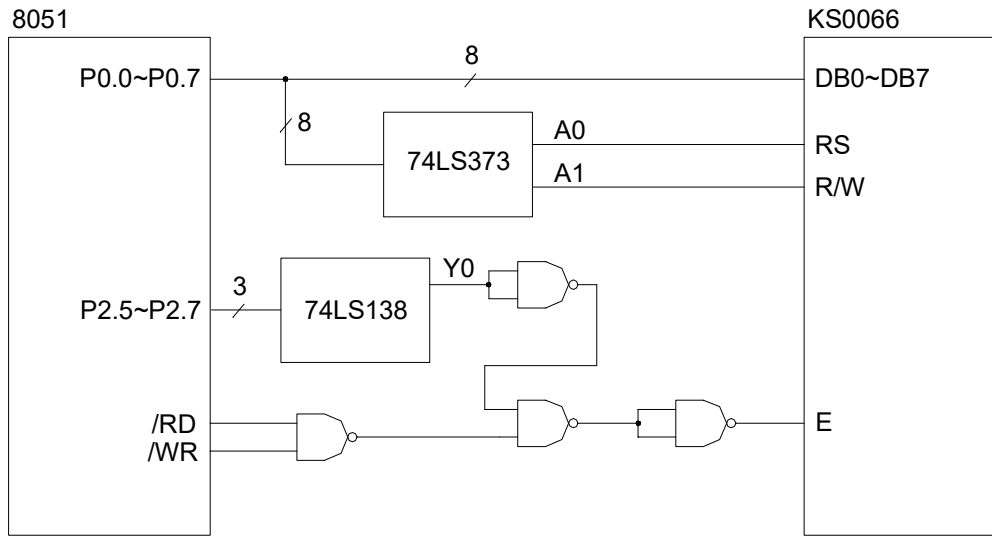 8051
KS0066
P0.0~P0.7
8
DB0~DB7
8
74LS373
A0
RS
A1
R/W
P2.5~P2.7
3
74LS138
Y0
/RD
/WR
E